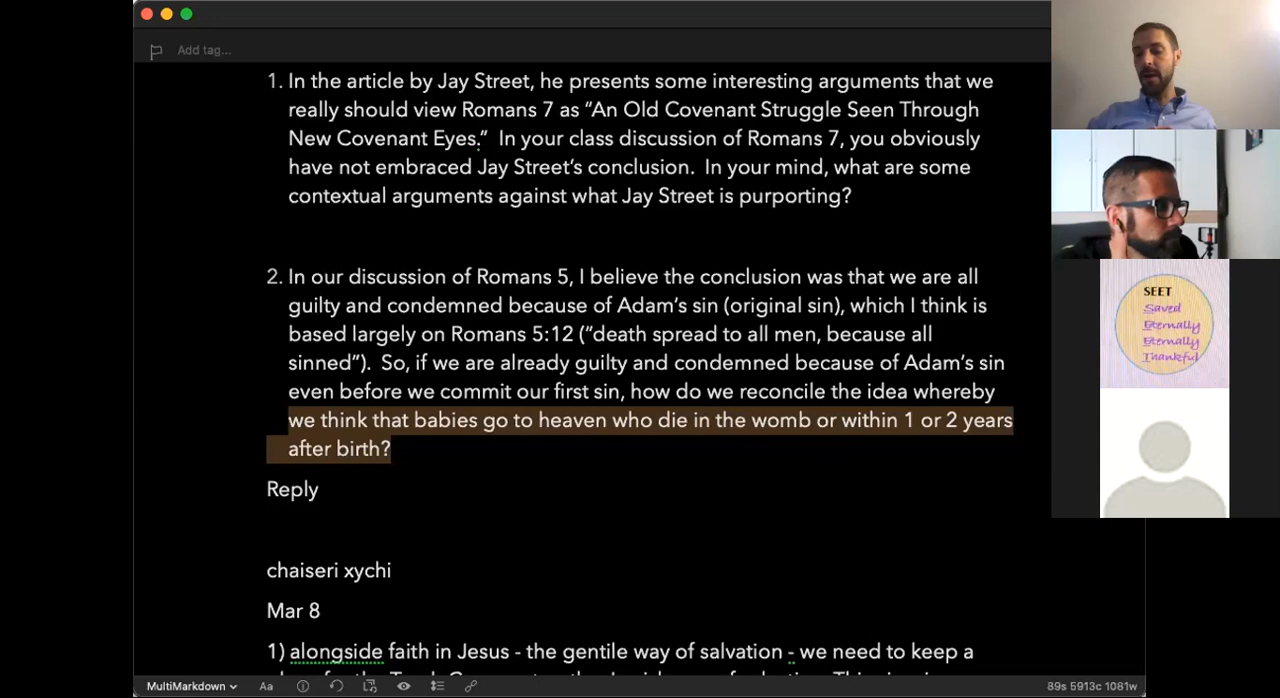 Add tag...
1. In the article by Jay Street, he presents some interesting arguments that we
really should view Romans 7 as “An Old Covenant Struggle Seen Through
New Covenant Eyes.” In your class discussion of Romans 7, you obviously
have not embraced Jay Street’s conclusion. In your mind, what are some
contextual arguments against what Jay Street is purporting?
2. In our discussion of Romans 5, I believe the conclusion was that we are all
guilty and condemned because of Adam’s sin (original sin), which I think is
based largely on Romans 5:12 (“death spread to all men, because all
sinned”). So, if we are already guilty and condemned because of Adam’s sin
even before we commit our first sin, how do we reconcile the idea whereby
we think that babies go to heaven who die in the womb or within 1 or 2 years
after birth?
Reply
chaiseri xychi
Mar 8
1) alongside faith in Jesus - the gentile way of salvation - we need to keep a
MultiMarkdown
Aa
89s 5913c 1081w
SEET
Saved
Eternally
Eternally
Thankful